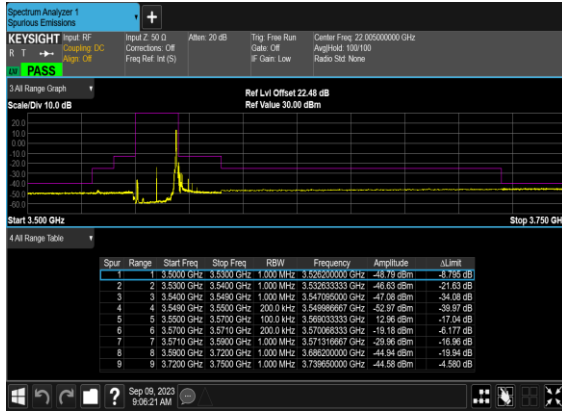 Spectrum Analyzer 1
Spurious Emissions
KEYSIGHT Input: RF Input Z: 50 Ω Atten: 20 dB Trig: Free Run Center Freq: 22.005000000 GHz
R T Coupling: DC Corrections: Off Gate: Off Avg|Hold: 100/100
Align: Off Freq Ref: Int (S) IF Gain: Low Radio Std: None
PASS
3 All Range Graph
Ref Lvl Offset 22.48 dB
Scale/Div 10.0 dB Ref Value 30.00 dBm
20.0
10.0
0.00
-10.0
-20.0
-30.0
-40.0
-50.0
-60.0
Start 3.500 GHz Stop 3.750 GH
4 All Range Table
Spur Range Start Freq Stop Freq RBW Frequency Amplitude ΔLimit
1 1 3.5000 GHz 3.5300 GHz 1.000 MHz 3.526200000 GHz -48.79 dBm -8.795 dB
2 2 3.5300 GHz 3.5400 GHz 1.000 MHz 3.532633333 GHz -46.63 dBm -21.63 dB
3 3 3.5400 GHz 3.5490 GHz 1.000 MHz 3.547095000 GHz -47.08 dBm -34.08 dB
4 4 3.5490 GHz 3.5500 GHz 200.0 kHz 3.549986667 GHz -52.97 dBm -39.97 dB
5 5 3.5500 GHz 3.5700 GHz 100.0 kHz 3.569033333 GHz 12.96 dBm -17.04 dB
6 6 3.5700 GHz 3.5710 GHz 200.0 kHz 3.570068333 GHz -19.18 dBm -6.177 dB
7 7 3.5710 GHz 3.5900 GHz 1.000 MHz 3.571316667 GHz -29.96 dBm -16.96 dB
8 8 3.5900 GHz 3.7200 GHz 1.000 MHz 3.686200000 GHz -44.94 dBm -19.94 dB
9 9 3.7200 GHz 3.7500 GHz 1.000 MHz 3.739650000 GHz -44.58 dBm -4.580 dB
Sep 09, 2023
9:06:21 AM